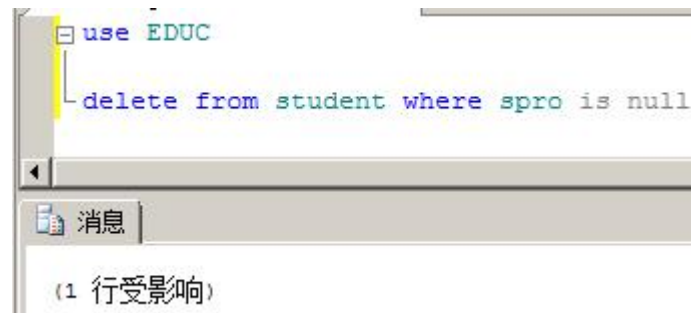 use EDUC
delete from student where spro is null
消息
(1 行受影响)